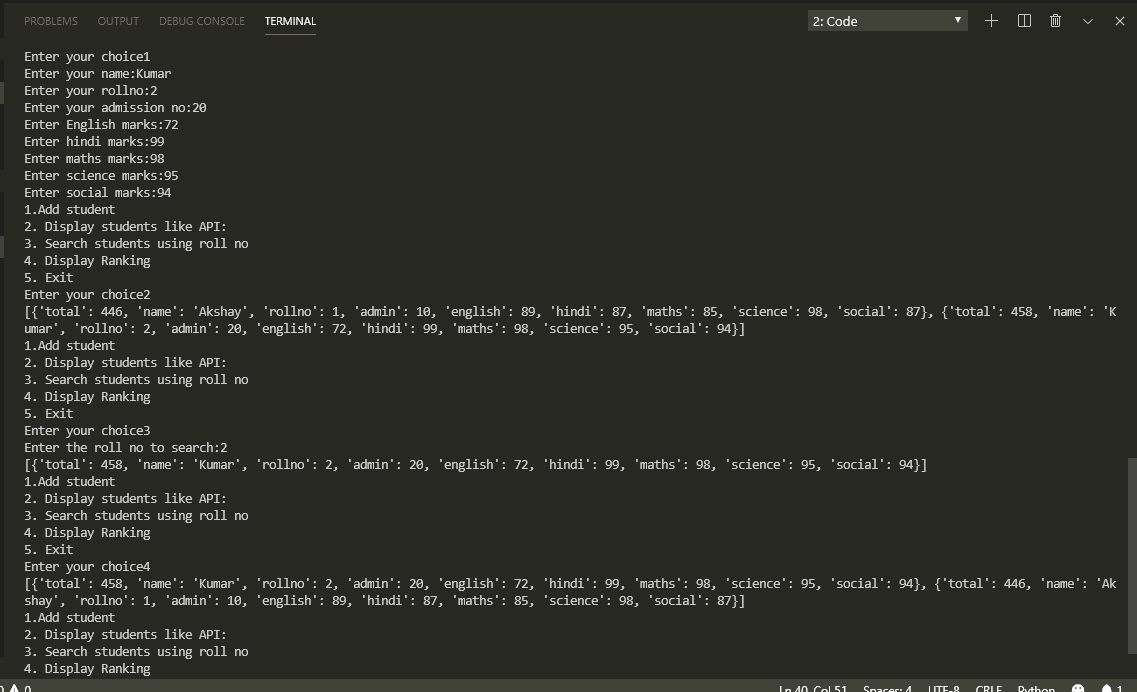 PROBLEMS OUTPUT DEBUG CONSOLE TERMINAL 2: Code
Enter your choice1
Enter your name:Kumar
Enter your rollno:2
Enter your admission no:20
Enter English marks:72
Enter hindi marks:99
Enter maths marks:98
Enter science marks:95
Enter social marks:94
1.Add student
2. Display students like API:
3. Search students using roll no
4. Display Ranking
5. Exit
Enter your choice2
[{'total': 446, 'name': 'Akshay', 'rollno': 1, 'admin': 10, 'english': 89, 'hindi': 87, 'maths': 85, 'science': 98, 'social': 87}, {'total': 458, 'name': 'K
umar', 'rollno': 2, 'admin': 20, 'english': 72, 'hindi': 99, 'maths': 98, 'science': 95, 'social': 94}]
1.Add student
2. Display students like API:
3. Search students using roll no
4. Display Ranking
5. Exit
Enter your choice3
Enter the roll no to search:2
[{'total': 458, 'name': 'Kumar', 'rollno': 2, 'admin': 20, 'english': 72, 'hindi': 99, 'maths': 98, 'science': 95, 'social': 94}]
1.Add student
2. Display students like API:
3. Search students using roll no
4. Display Ranking
5. Exit
Enter your choice4
[{'total': 458, 'name': 'Kumar', 'rollno': 2, 'admin': 20, 'english': 72, 'hindi': 99, 'maths': 98, 'science': 95, 'social': 94}, {'total': 446, 'name': 'Ak
shay', 'rollno': 1, 'admin': 10, 'english': 89, 'hindi': 87, 'maths': 85, 'science': 98, 'social': 87}]
1.Add student
2. Display students like API:
3. Search students using roll no
4. Display Ranking
0 0 Ln 40, Col 51 Spaces: 4 UTF-8 CRLF Python 1